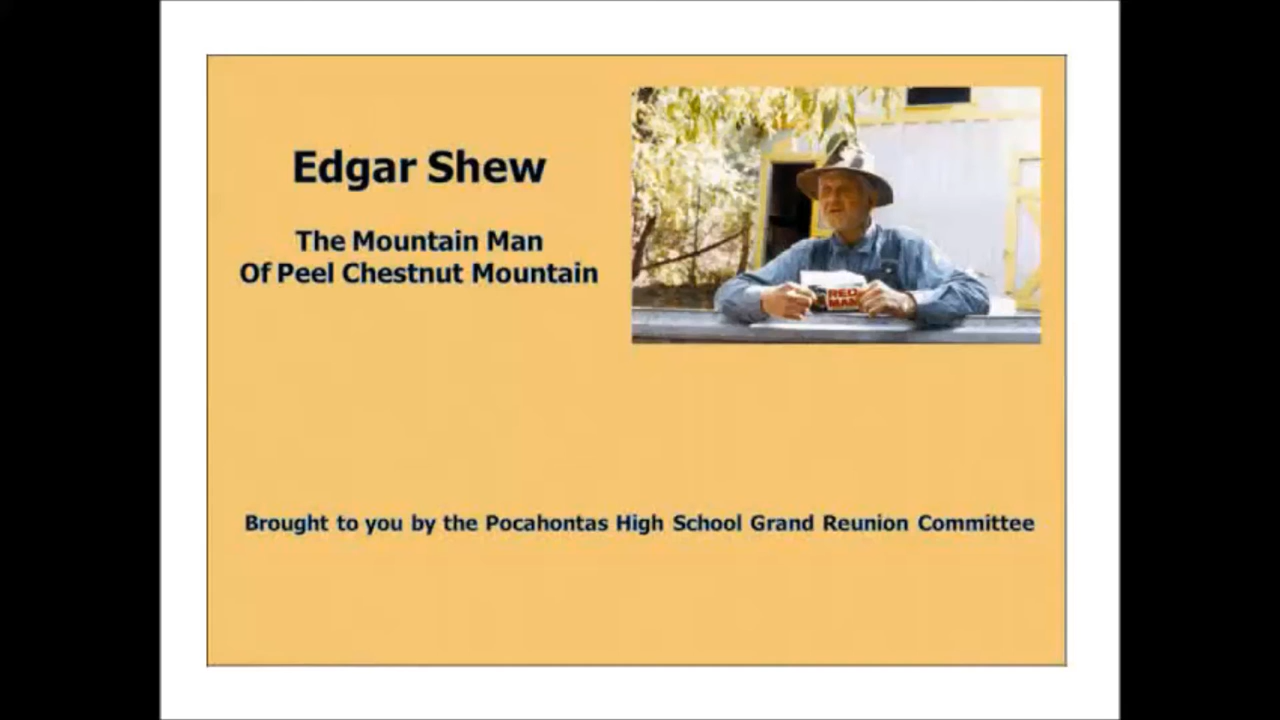 Edgar Shew
The Mountain Man
Of Peel Chestnut Mountain
RED
MAN
Brought to you by the Pocahontas High School Grand Reunion Committee